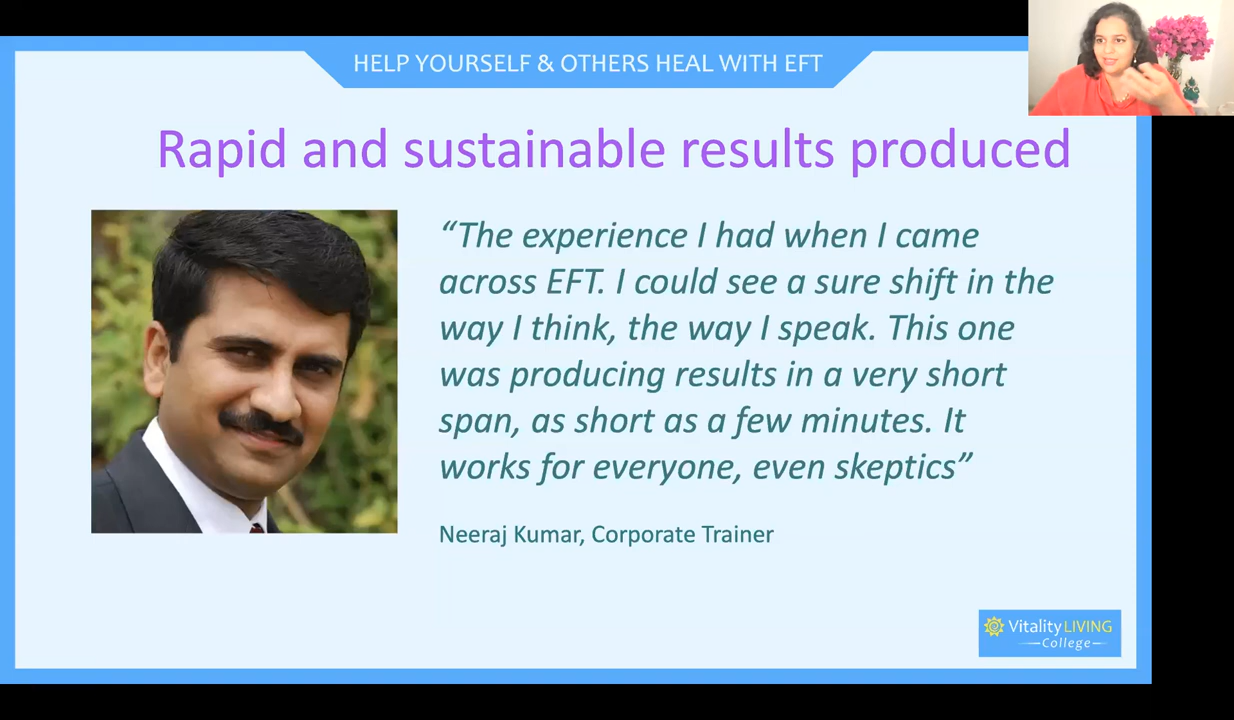 HELP YOURSELF & OTHERS HEAL WITH EFT
Rapid and sustainable results produced
“The experience I had when I came
across EFT. I could see a sure shift in the
way I think, the way I speak. This one
was producing results in a very short
span, as short as a few minutes. It
works for everyone, even skeptics”
Neeraj Kumar, Corporate Trainer
Vitality LIVING
College